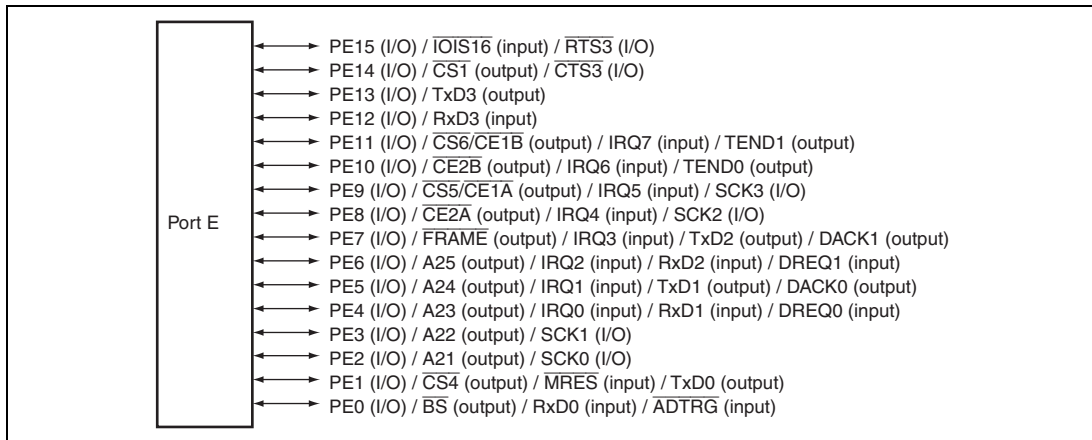 Port E
PE15 (I/O) / IOIS16 (input) / RTS3 (I/O)
PE14 (I/O) / CS1 (output) / CTS3 (I/O)
PE13 (I/O) / TxD3 (output)
PE12 (I/O) / RxD3 (input)
PE11 (I/O) / CS6/CE1B (output) / IRQ7 (input) / TEND1 (output)
PE10 (I/O) / CE2B (output) / IRQ6 (input) / TEND0 (output)
PE9 (I/O) / CS5/CE1A (output) / IRQ5 (input) / SCK3 (I/O)
PE8 (I/O) / CE2A (output) / IRQ4 (input) / SCK2 (I/O)
PE7 (I/O) / FRAME (output) / IRQ3 (input) / TxD2 (output) / DACK1 (output)
PE6 (I/O) / A25 (output) / IRQ2 (input) / RxD2 (input) / DREQ1 (input)
PE5 (I/O) / A24 (output) / IRQ1 (input) / TxD1 (output) / DACK0 (output)
PE4 (I/O) / A23 (output) / IRQ0 (input) / RxD1 (input) / DREQ0 (input)
PE3 (I/O) / A22 (output) / SCK1 (I/O)
PE2 (I/O) / A21 (output) / SCK0 (I/O)
PE1 (I/O) / CS4 (output) / MRES (input) / TxD0 (output)
PE0 (I/O) / BS (output) / RxD0 (input) / ADTRG (input)